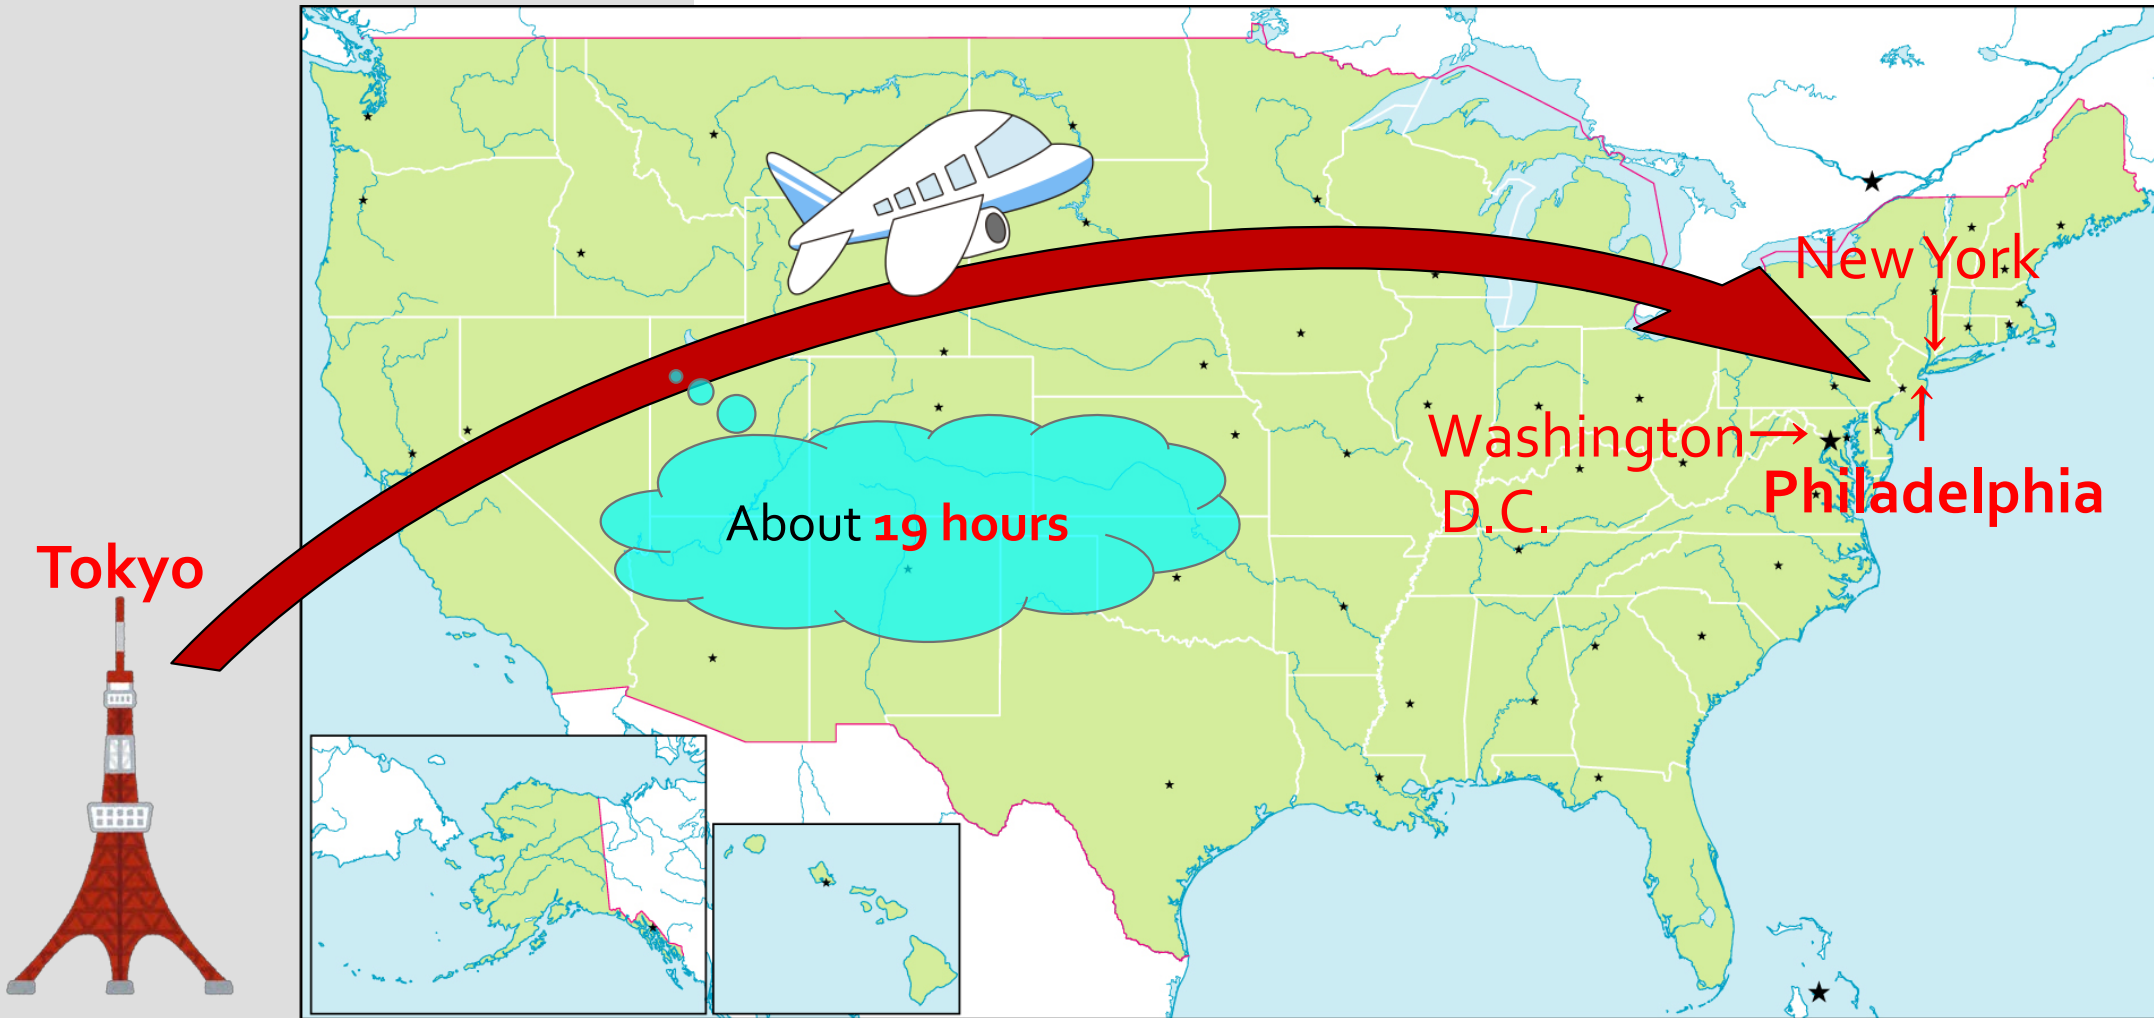 New York
Washington→
D.C.
Philadelphia
About 19 hours
Tokyo